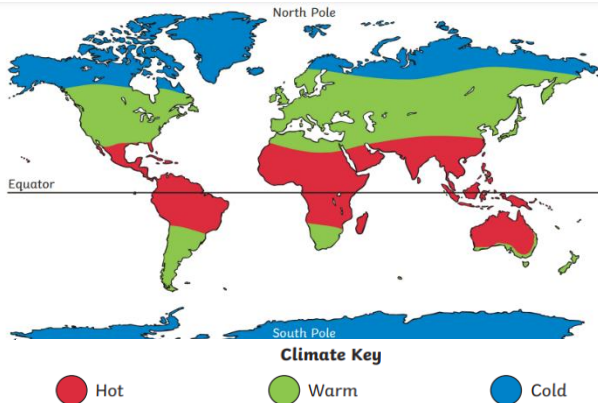 North Pole
Equator
South Pole
Climate Key
Hot
Warm
Cold